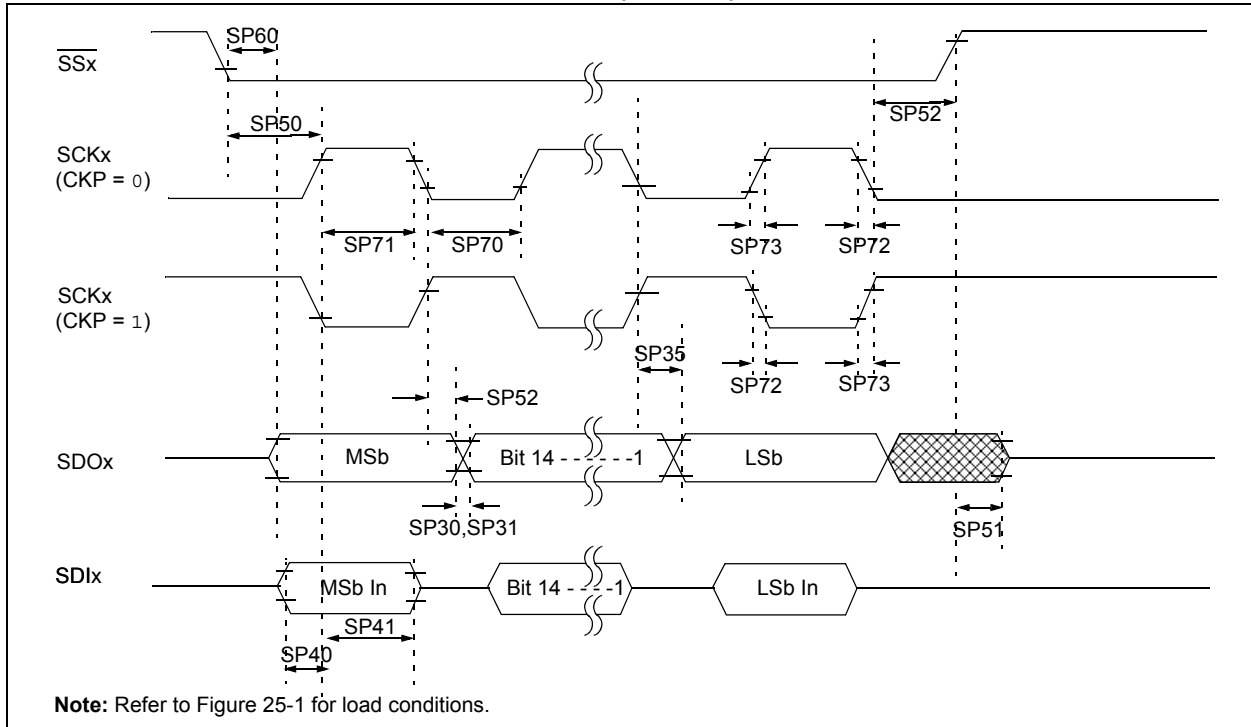 SP60
SSx
SP50
SP52
SCKx
(CKP = 0)
SP71
SP70
SP73
SP72
SCKx
(CKP = 1)
SP35
SP72
SP73
SP52
SDOx
MSb
Bit 14 - - - - - -1
LSb
SP30,SP31
SP51
SDIx
MSb In
Bit 14 - - - -1
LSb In
SP41
SP40
Note: Refer to Figure 25-1 for load conditions.